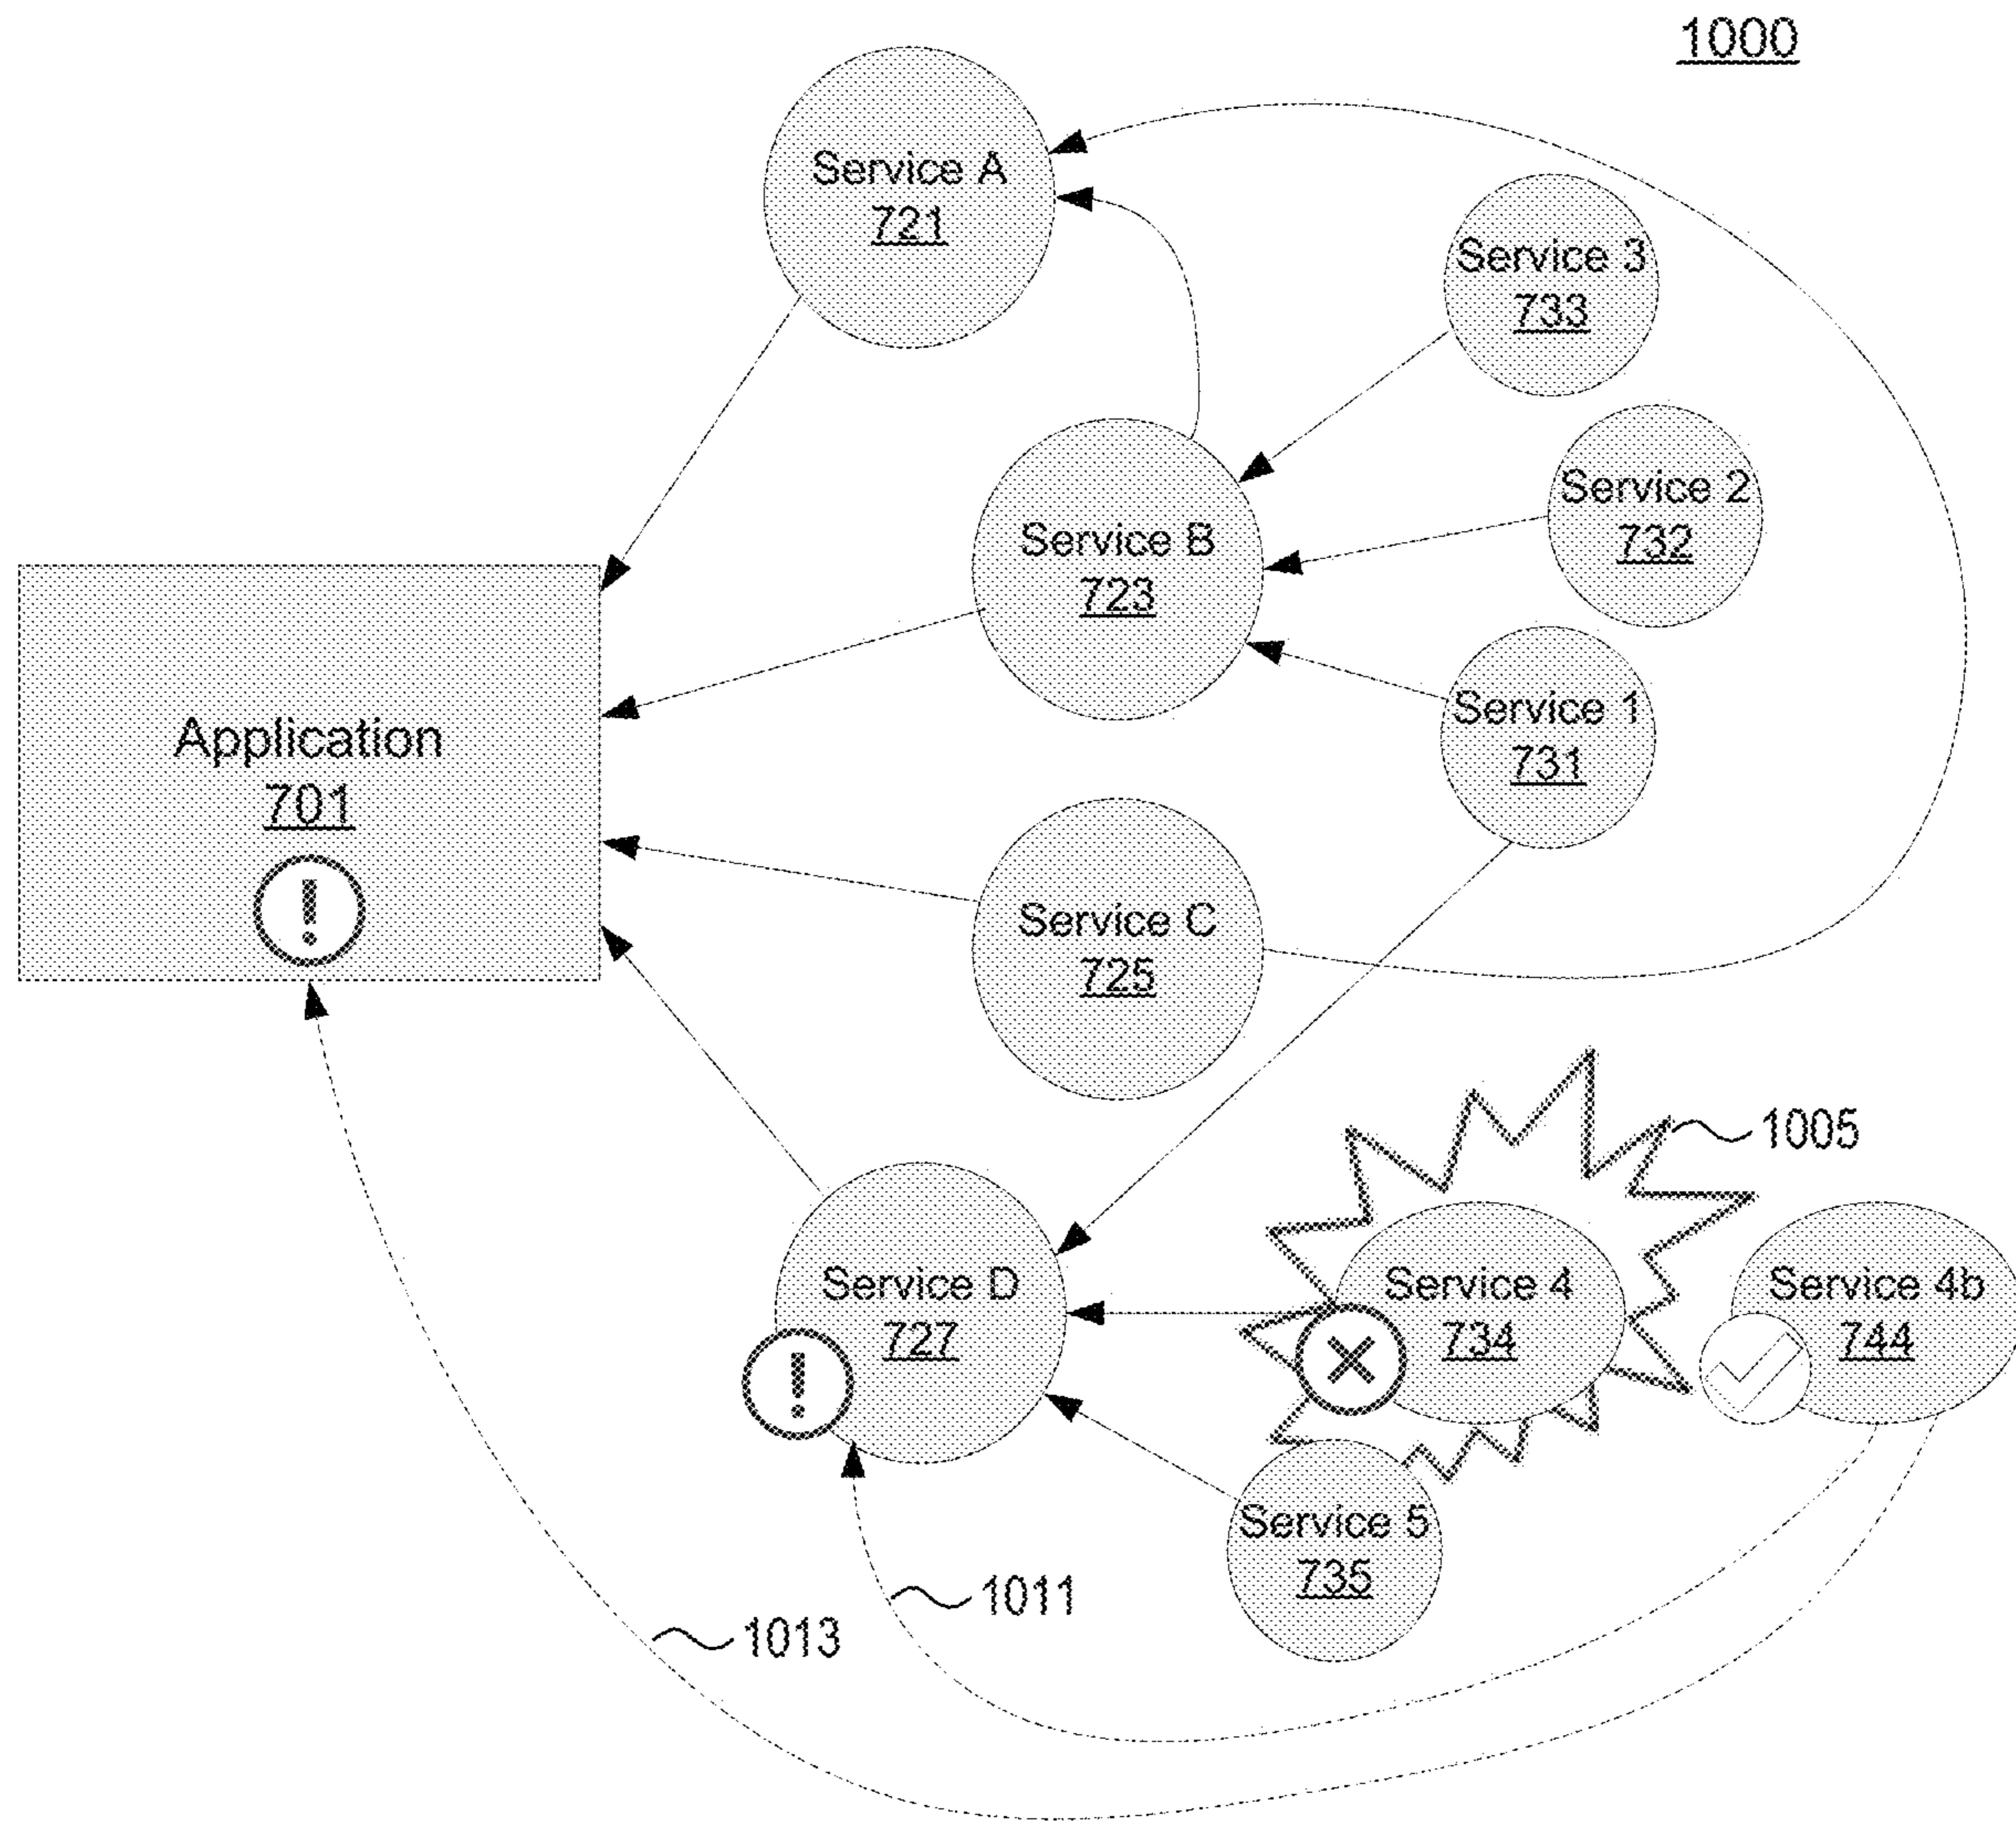 1000
Service A
721
Service 3
733
Service 2
732
Service B
723
Service 1
731
Application
701
!
Service C
725
1005
Service D
727
!
Service 4
734
Service 4b
744
Service 5
735
1011
1013